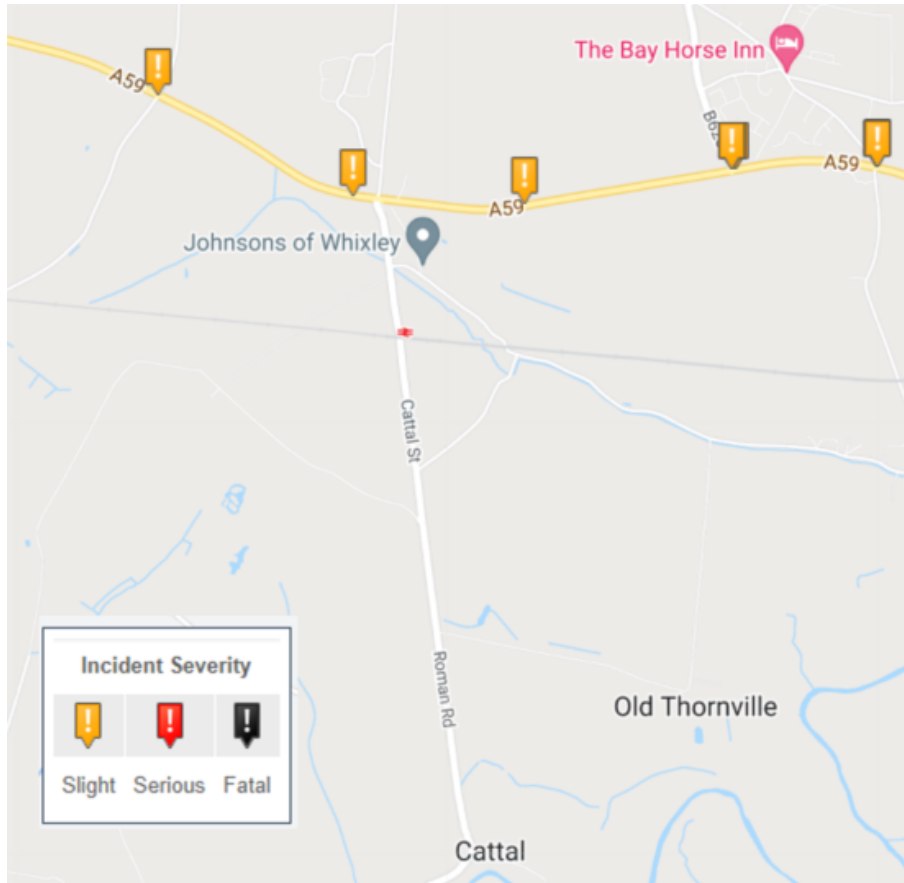 The Bay Horse Inn
A59
B62
A59
A59
Johnsons of Whixley
Cattal St
Roman Rd
Incident Severity
Slight Serious Fatal
Old Thornville
Cattal